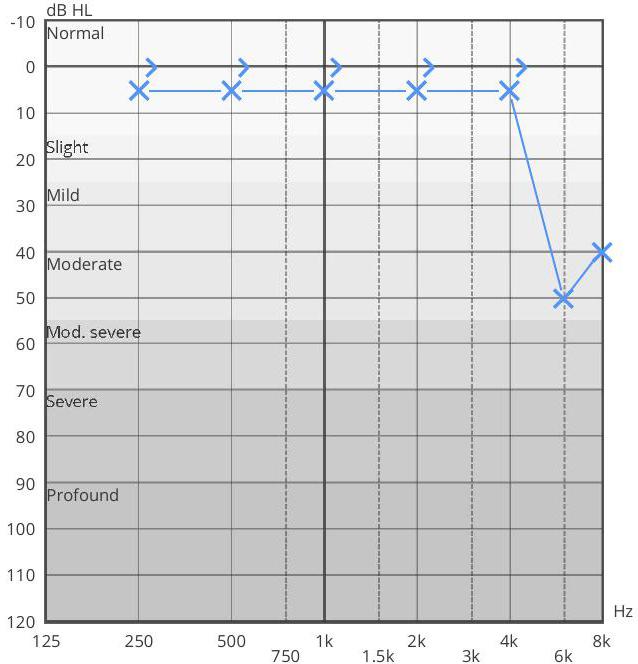 dB HL
-10
Normal
0
10
Slight
20
Mild
30
40
Moderate
50
Mod. severe
60
70
Severe
80
90
Profound
100
110
120
Hz
125 250 500 1k 2k 4k 8k
750 1.5k 3k 6k